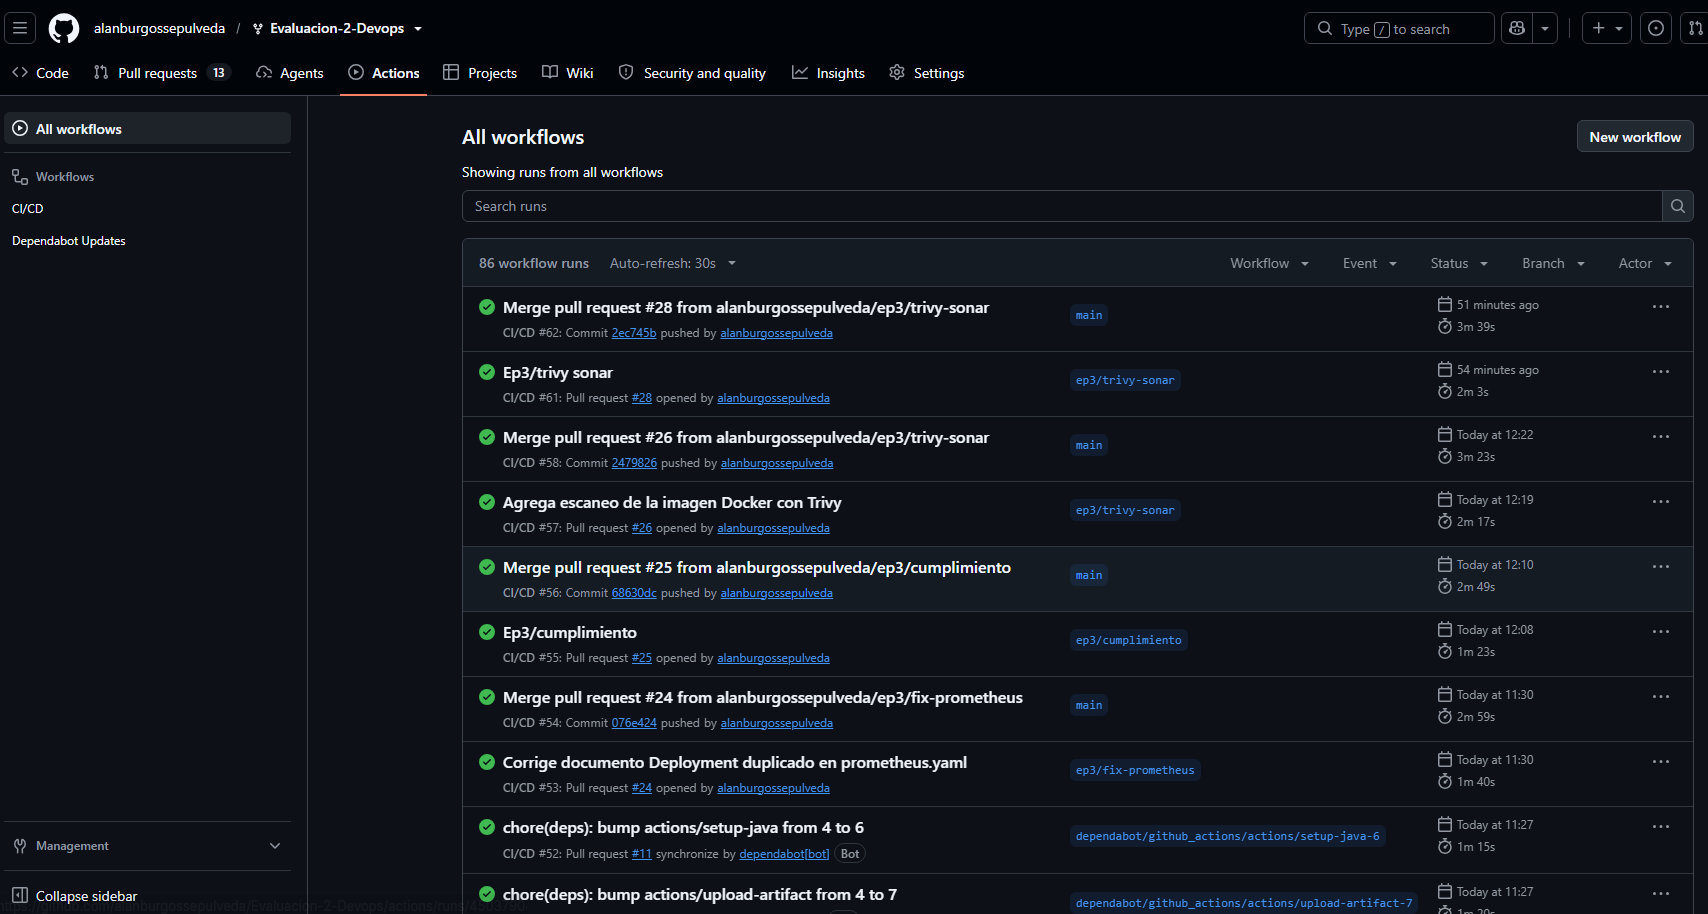 alanburgossepulveda / Evaluacion-2-Devops
Type / to search
Code
Pull requests 13
Agents
Actions
Projects
Wiki
Security and quality
Insights
Settings
All workflows
Workflows
CI/CD
Dependabot Updates
Management
Collapse sidebar
All workflows
New workflow
Showing runs from all workflows
Search runs
86 workflow runs
Auto-refresh: 30s
Workflow
Event
Status
Branch
Actor
Merge pull request #28 from alanburgossepulveda/ep3/trivy-sonar
CI/CD #62: Commit 2ec745b pushed by alanburgossepulveda
main
51 minutes ago
3m 39s
Ep3/trivy sonar
CI/CD #61: Pull request #28 opened by alanburgossepulveda
ep3/trivy-sonar
54 minutes ago
2m 3s
Merge pull request #26 from alanburgossepulveda/ep3/trivy-sonar
CI/CD #58: Commit 2479826 pushed by alanburgossepulveda
main
Today at 12:22
3m 23s
Agrega escaneo de la imagen Docker con Trivy
CI/CD #57: Pull request #26 opened by alanburgossepulveda
ep3/trivy-sonar
Today at 12:19
2m 17s
Merge pull request #25 from alanburgossepulveda/ep3/cumplimiento
CI/CD #56: Commit 68630dc pushed by alanburgossepulveda
main
Today at 12:10
2m 49s
Ep3/cumplimiento
CI/CD #55: Pull request #25 opened by alanburgossepulveda
ep3/cumplimiento
Today at 12:08
1m 23s
Merge pull request #24 from alanburgossepulveda/ep3/fix-prometheus
CI/CD #54: Commit 076e424 pushed by alanburgossepulveda
main
Today at 11:30
2m 59s
Corrige documento Deployment duplicado en prometheus.yaml
CI/CD #53: Pull request #24 opened by alanburgossepulveda
ep3/fix-prometheus
Today at 11:30
1m 40s
chore(deps): bump actions/setup-java from 4 to 6
CI/CD #52: Pull request #11 synchronize by dependabot[bot] Bot
dependabot/github_actions/actions/setup-java-6
Today at 11:27
1m 15s
chore(deps): bump actions/upload-artifact from 4 to 7
dependabot/github_actions/actions/upload-artifact-7
Today at 11:27